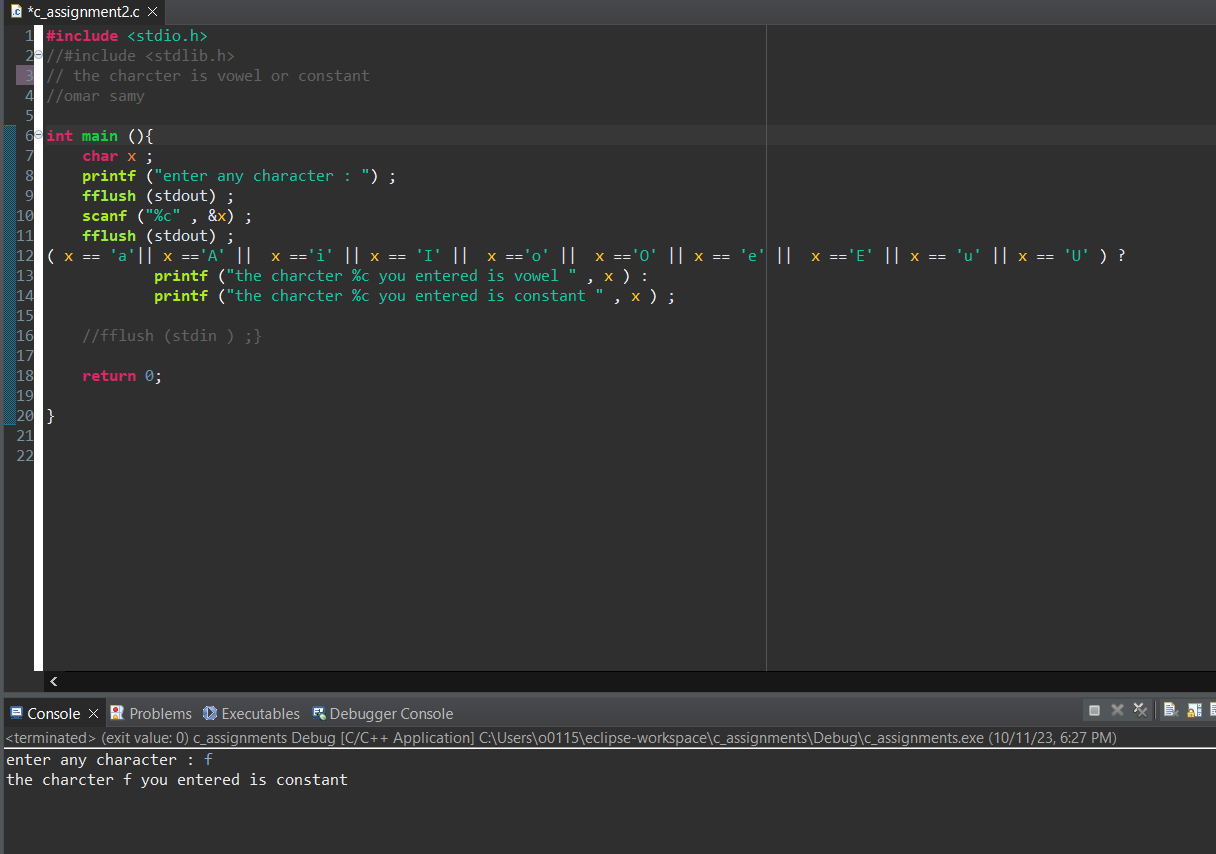 *c_assignment2.c
1 #include <stdio.h>
2 //#include <stdlib.h>
3 // the charcter is vowel or constant
4 //omar samy
5
6 int main (){
7 char x ;
8 printf ("enter any character : ") ;
9 fflush (stdout) ;
10 scanf ("%c" , &x) ;
11 fflush (stdout) ;
12 ( x == 'a'|| x =='A' ||  x =='i' || x == 'I' ||  x =='o' ||  x =='O' || x == 'e' ||  x =='E' || x == 'u' || x == 'U' ) ?
13 printf ("the charcter %c you entered is vowel " , x ) :
14 printf ("the charcter %c you entered is constant " , x ) ;
15
16 //fflush (stdin ) ;}
17
18 return 0;
19
20 }
21
22
Console Problems Executables Debugger Console
<terminated> (exit value: 0) c_assignments Debug [C/C++ Application] C:\Users\o0115\eclipse-workspace\c_assignments\Debug\c_assignments.exe (10/11/23, 6:27 PM)
enter any character : f
the charcter f you entered is constant